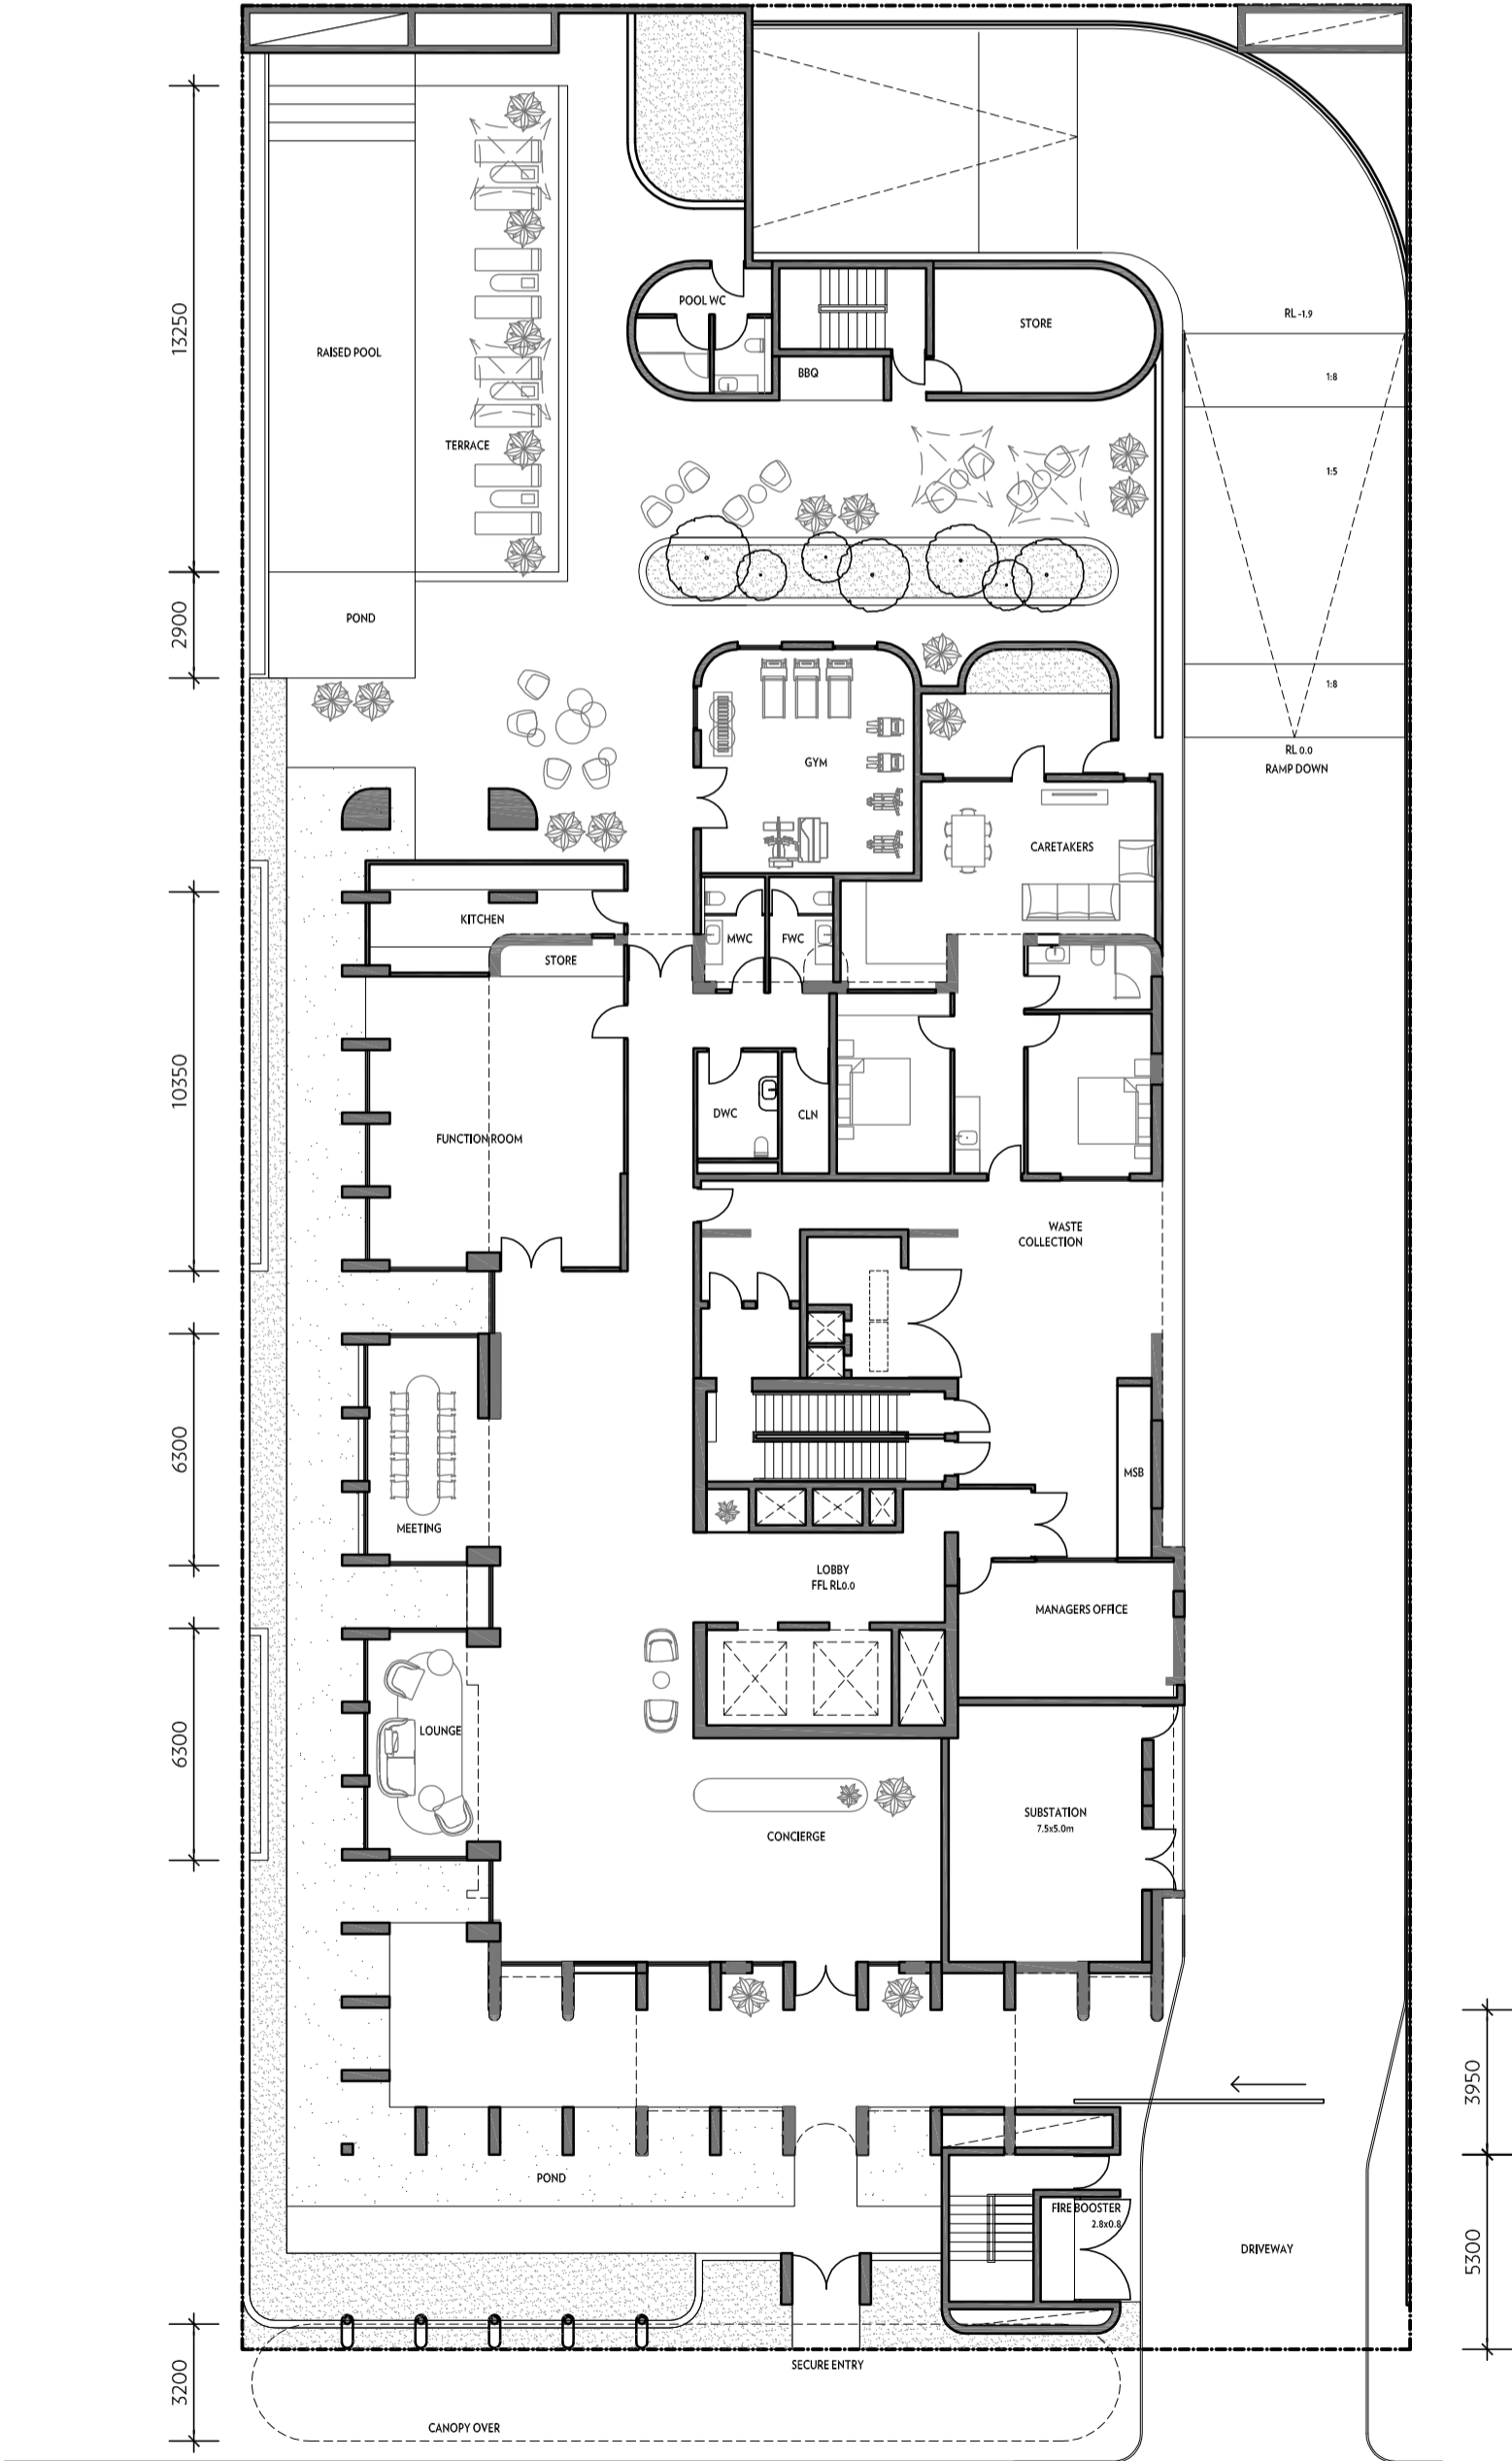 POOL WC
STORE
RL -1.9
13250
RAISED POOL
BBQ
1:8
TERRACE
1:5
2900
POND
1:8
RL 0.0
RAMP DOWN
GYM
CARETAKERS
KITCHEN
MWC
FWC
STORE
10350
DWC
CLN
FUNCTION ROOM
WASTE
COLLECTION
6300
MSB
MEETING
LOBBY
FFL RL0.0
MANAGERS OFFICE
6300
LOUNGE
SUBSTATION
7.5x5.0m
CONCIERGE
3950
POND
FIRE BOOSTER
2.8x0.8
DRIVEWAY
5300
SECURE ENTRY
3200
CANOPY OVER